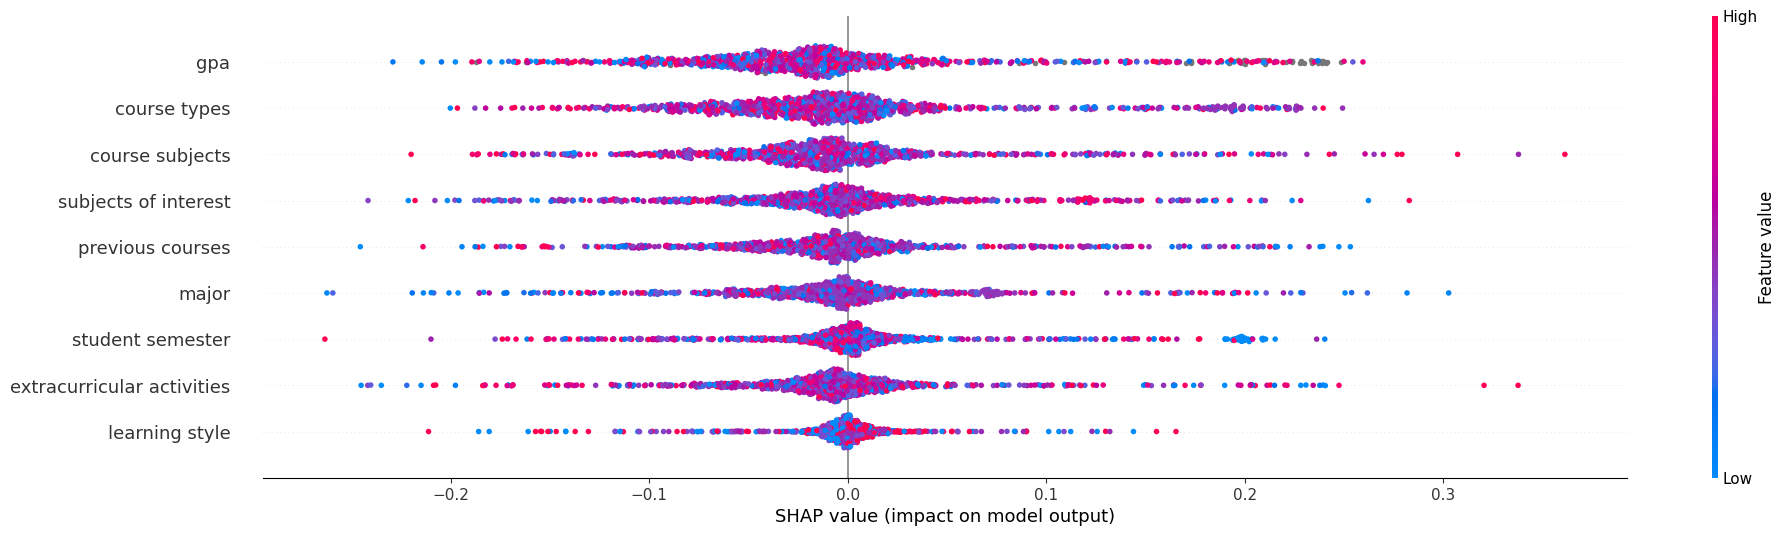 High
gpa
course types
course subjects
subjects of interest
previous courses
major
student semester
extracurricular activities
learning style
Feature value
Low
−0.2
−0.1
0.0
0.1
0.2
0.3
SHAP value (impact on model output)